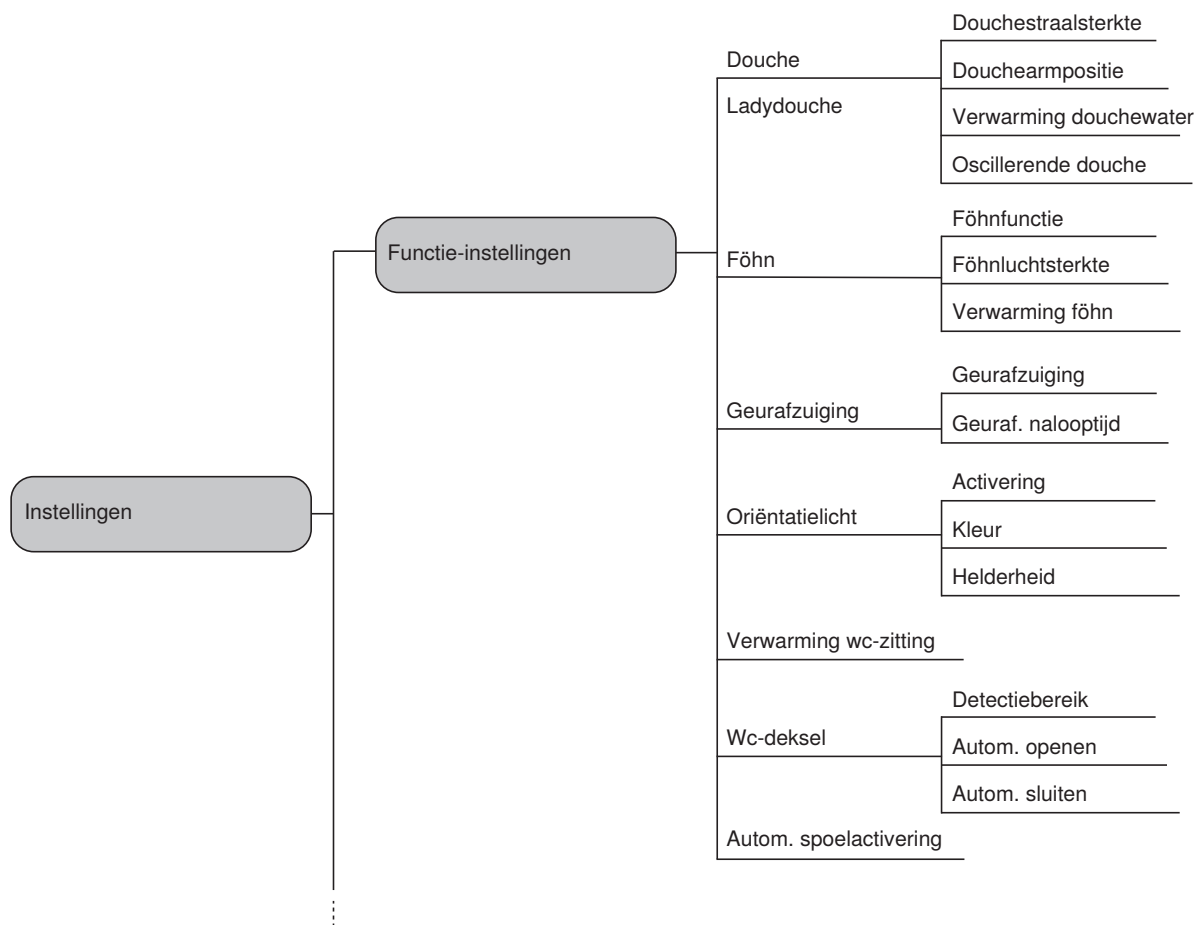 Instellingen
Functie-instellingen
Douche
Ladydouche
Douchestraalsterkte
Douchearmpositie
Verwarming douchewater
Oscillerende douche
Föhn
Föhnfunctie
Föhnluchtsterkte
Verwarming föhn
Geurafzuiging
Geurafzuiging
Geuraf. nalooptijd
Oriëntatielicht
Activering
Kleur
Helderheid
Verwarming wc-zitting
Wc-deksel
Detectiebereik
Autom. openen
Autom. sluiten
Autom. spoelactivering